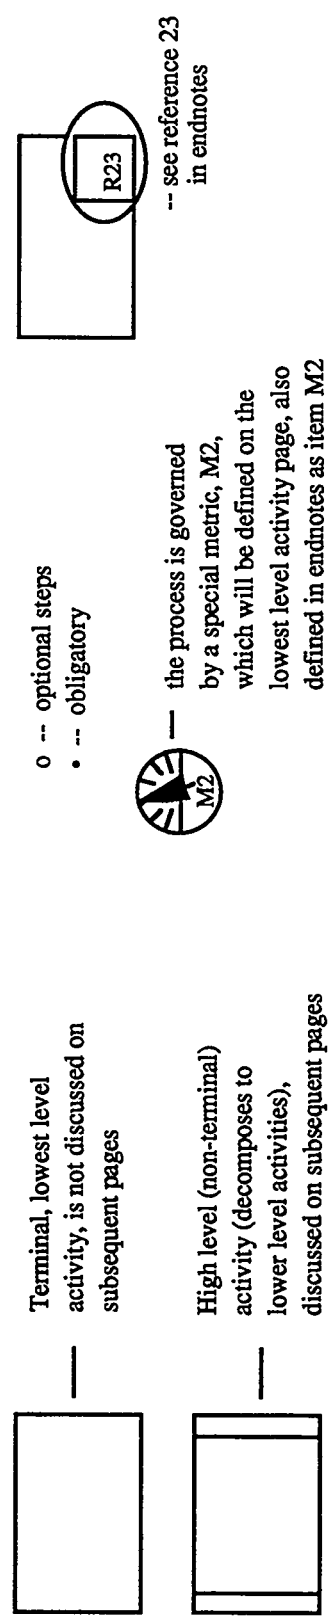 Terminal, lowest level
activity, is not discussed on
subsequent pages
High level (non-terminal)
activity (decomposes to
lower level activities),
discussed on subsequent pages
o -- optional steps
• -- obligatory
M2
the process is governed
by a special metric, M2,
which will be defined on the
lowest level activity page, also
defined in endnotes as item M2
R23
-- see reference 23
in endnotes